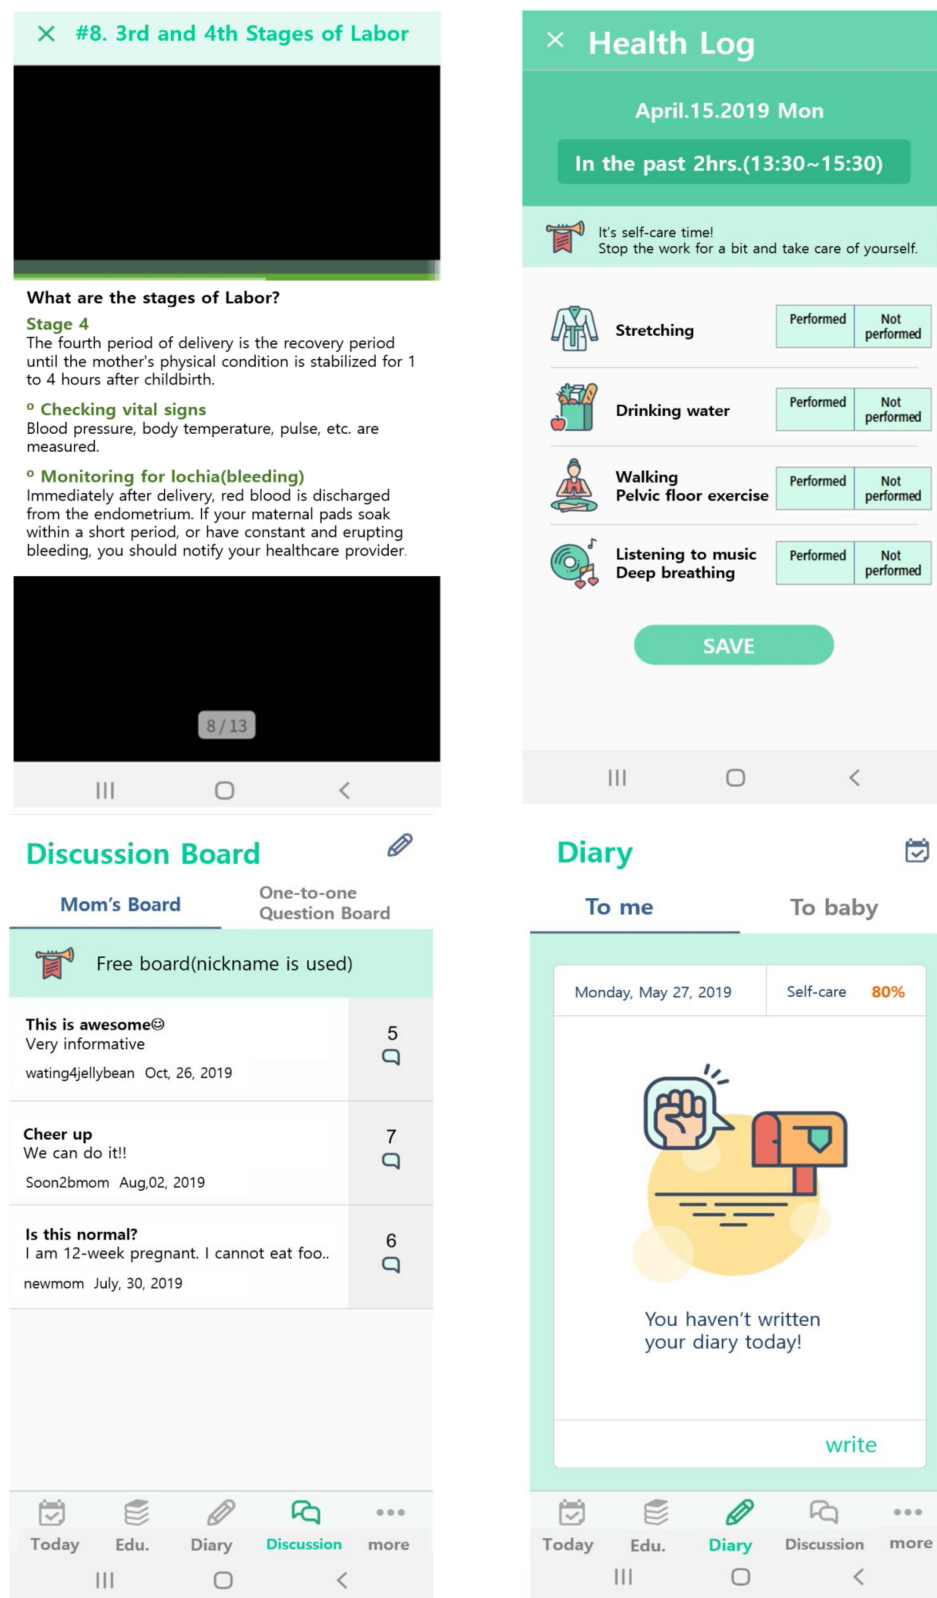 #8. 3rd and 4th Stages of Labor
What are the stages of Labor?
Stage 4
The fourth period of delivery is the recovery period
until the mother's physical condition is stabilized for 1
to 4 hours after childbirth.
º Checking vital signs
Blood pressure, body temperature, pulse, etc. are
measured.
º Monitoring for lochia(bleeding)
Immediately after delivery, red blood is discharged
from the endometrium. If your maternal pads soak
within a short period, or have constant and erupting
bleeding, you should notify your healthcare provider.
8 / 13
Health Log
April.15.2019 Mon
In the past 2hrs.(13:30~15:30)
It's self-care time!
Stop the work for a bit and take care of yourself.
Stretching
Performed
Not
performed
Drinking water
Performed
Not
performed
Walking
Pelvic floor exercise
Performed
Not
performed
Listening to music
Deep breathing
Performed
Not
performed
SAVE
Discussion Board
Mom's Board
One-to-one
Question Board
Free board(nickname is used)
This is awesome☺
Very informative
wating4jellybean Oct, 26, 2019
5
Cheer up
We can do it!!
Soon2bmom Aug,02, 2019
7
Is this normal?
I am 12-week pregnant. I cannot eat foo..
newmom July, 30, 2019
6
Today
Edu.
Diary
Discussion
more
Diary
To me
To baby
Monday, May 27, 2019
Self-care 80%
You haven't written
your diary today!
write
Today
Edu.
Diary
Discussion
more